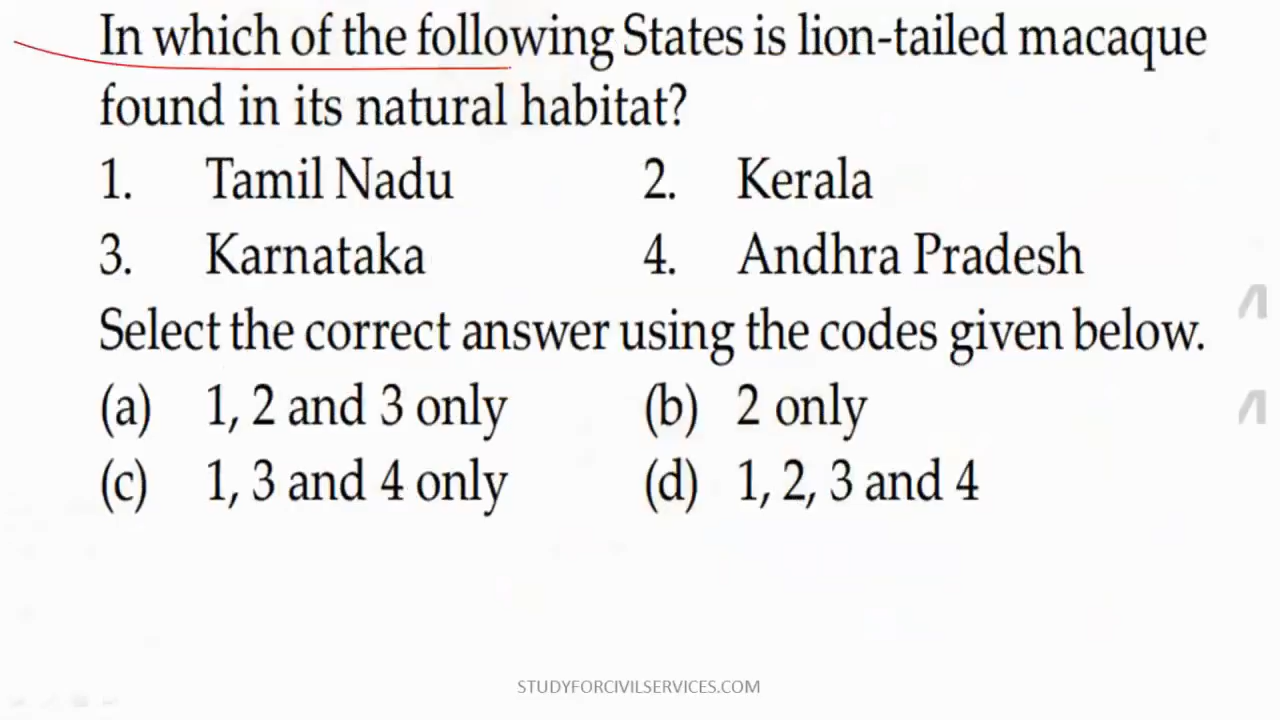 In which of the following States is lion-tailed macaque
found in its natural habitat?
1. Tamil Nadu 2. Kerala
3. Karnataka 4. Andhra Pradesh
Select the correct answer using the codes given below.
(a) 1, 2 and 3 only (b) 2 only
(c) 1, 3 and 4 only (d) 1, 2, 3 and 4
STUDYFORCIVILSERVICES.COM